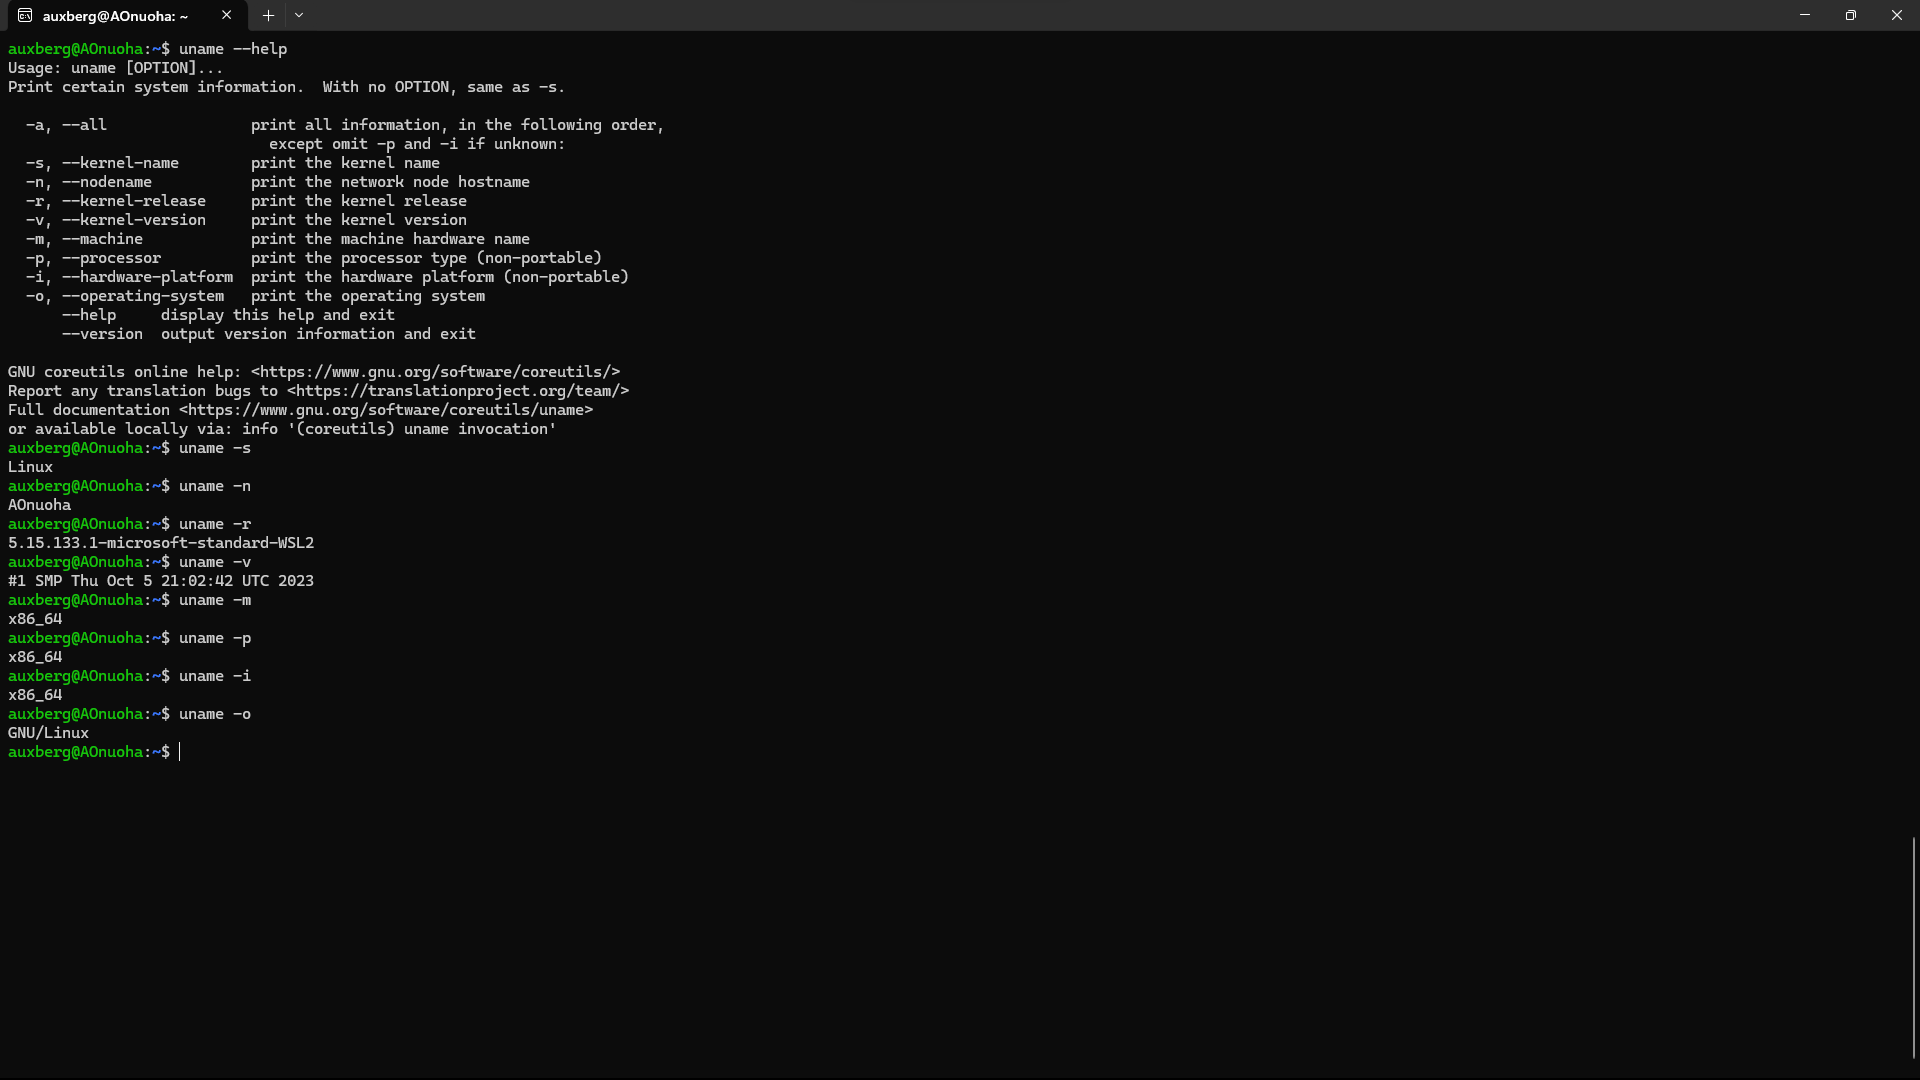 auxberg@AOnuoha: ~
auxberg@AOnuoha:~$ uname --help
Usage: uname [OPTION]...
Print certain system information.  With no OPTION, same as -s.

  -a, --all                print all information, in the following order,
                             except omit -p and -i if unknown:
  -s, --kernel-name        print the kernel name
  -n, --nodename           print the network node hostname
  -r, --kernel-release     print the kernel release
  -v, --kernel-version     print the kernel version
  -m, --machine            print the machine hardware name
  -p, --processor          print the processor type (non-portable)
  -i, --hardware-platform  print the hardware platform (non-portable)
  -o, --operating-system   print the operating system
      --help     display this help and exit
      --version  output version information and exit

GNU coreutils online help: <https://www.gnu.org/software/coreutils/>
Report any translation bugs to <https://translationproject.org/team/>
Full documentation <https://www.gnu.org/software/coreutils/uname>
or available locally via: info '(coreutils) uname invocation'
auxberg@AOnuoha:~$ uname -s
Linux
auxberg@AOnuoha:~$ uname -n
AOnuoha
auxberg@AOnuoha:~$ uname -r
5.15.133.1-microsoft-standard-WSL2
auxberg@AOnuoha:~$ uname -v
#1 SMP Thu Oct 5 21:02:42 UTC 2023
auxberg@AOnuoha:~$ uname -m
x86_64
auxberg@AOnuoha:~$ uname -p
x86_64
auxberg@AOnuoha:~$ uname -i
x86_64
auxberg@AOnuoha:~$ uname -o
GNU/Linux
auxberg@AOnuoha:~$